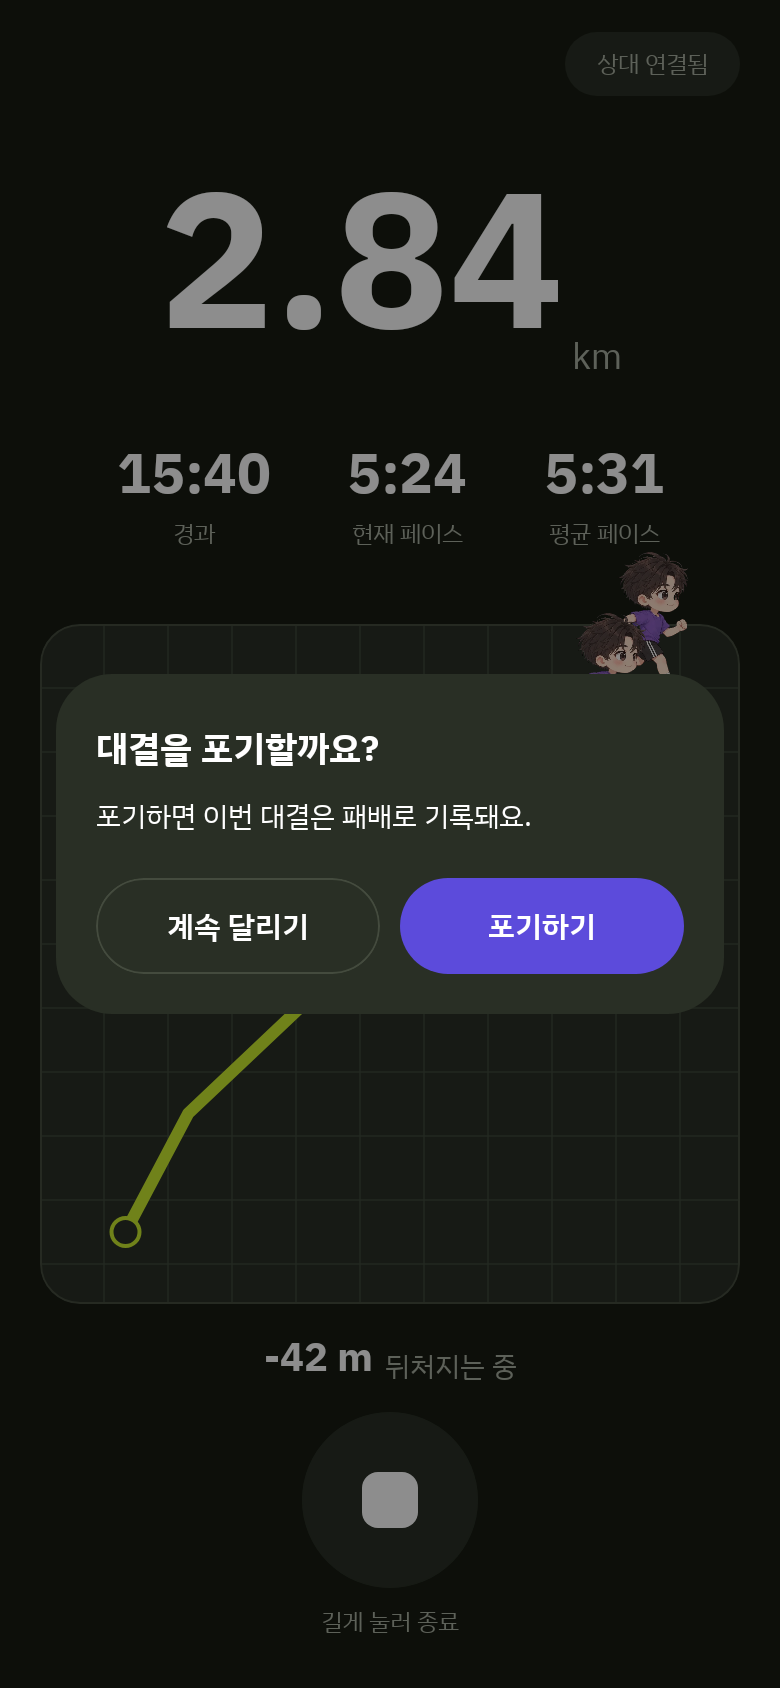 상대 연결됨
2.84 km
15:40 5:24 5:31
경과 현재 페이스 평균 페이스
대결을 포기할까요?
포기하면 이번 대결은 패배로 기록돼요.
계속 달리기 포기하기
-42 m 뒤처지는 중
길게 눌러 종료